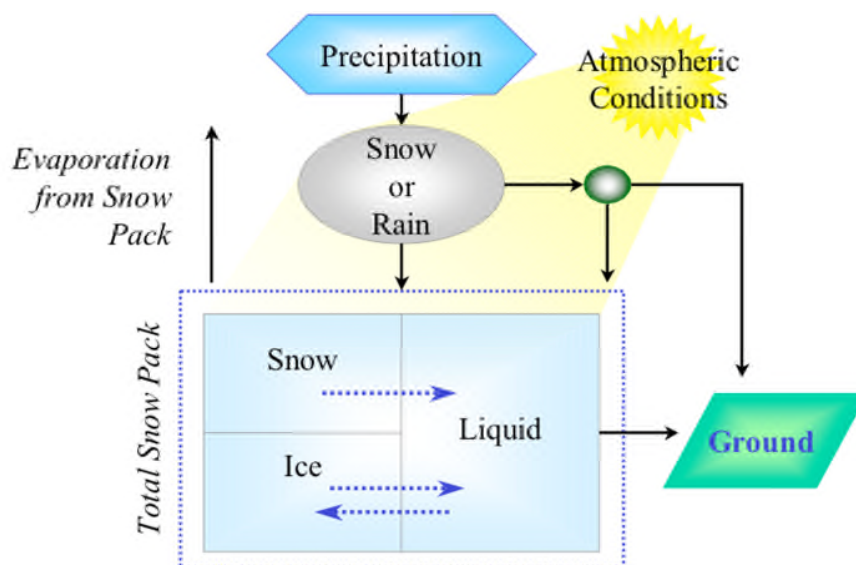 Precipitation
Atmospheric
Conditions
Snow
or
Rain
Evaporation
from Snow
Pack
Total Snow Pack
Snow
Liquid
Ice
Ground